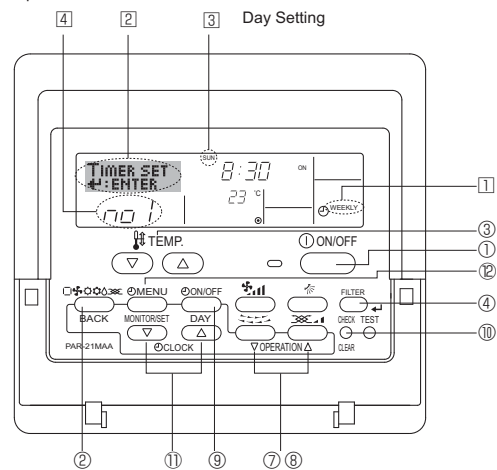 4 2 3 Day Setting
SUN
TIMER SET
↵:ENTER
8:30 ON
23 °C
WEEKLY
1
no 1
③
TEMP. ON/OFF
①
⑫
MENU ON/OFF FILTER
④
BACK MONITOR/SET DAY CHECK TEST
⑩
PAR-21MAA CLOCK ▽OPERATION△ CLEAR
② ⑪ ⑨ ⑦ ⑧